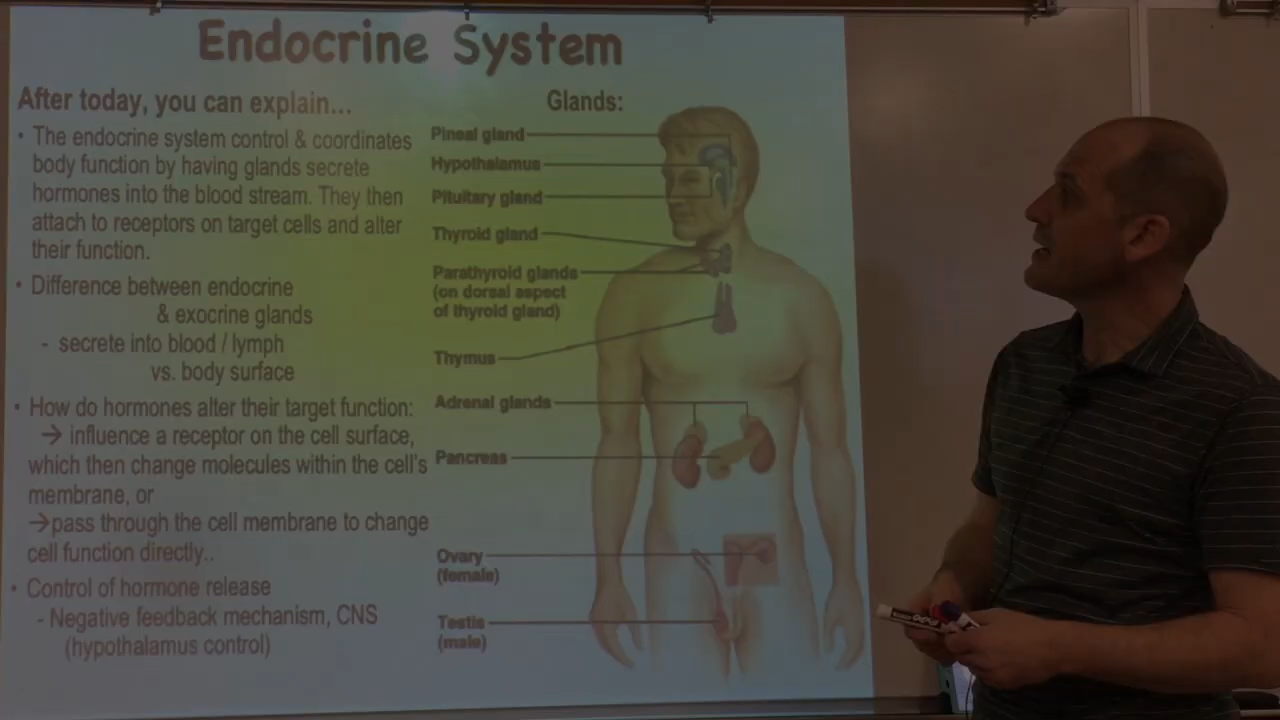 Endocrine System
After today, you can explain...
• The endocrine system control & coordinates
body function by having glands secrete
hormones into the blood stream. They then
attach to receptors on target cells and alter
their function.
• Difference between endocrine
& exocrine glands
- secrete into blood / lymph
vs. body surface
• How do hormones alter their target function:
→ influence a receptor on the cell surface,
which then change molecules within the cell's
membrane, or
→pass through the cell membrane to change
cell function directly..
• Control of hormone release
- Negative feedback mechanism, CNS
(hypothalamus control)
Glands:
Pineal gland
Hypothalamus
Pituitary gland
Thyroid gland
Parathyroid glands
(on dorsal aspect
of thyroid gland)
Thymus
Adrenal glands
Pancreas
Ovary
(female)
Testis
(male)